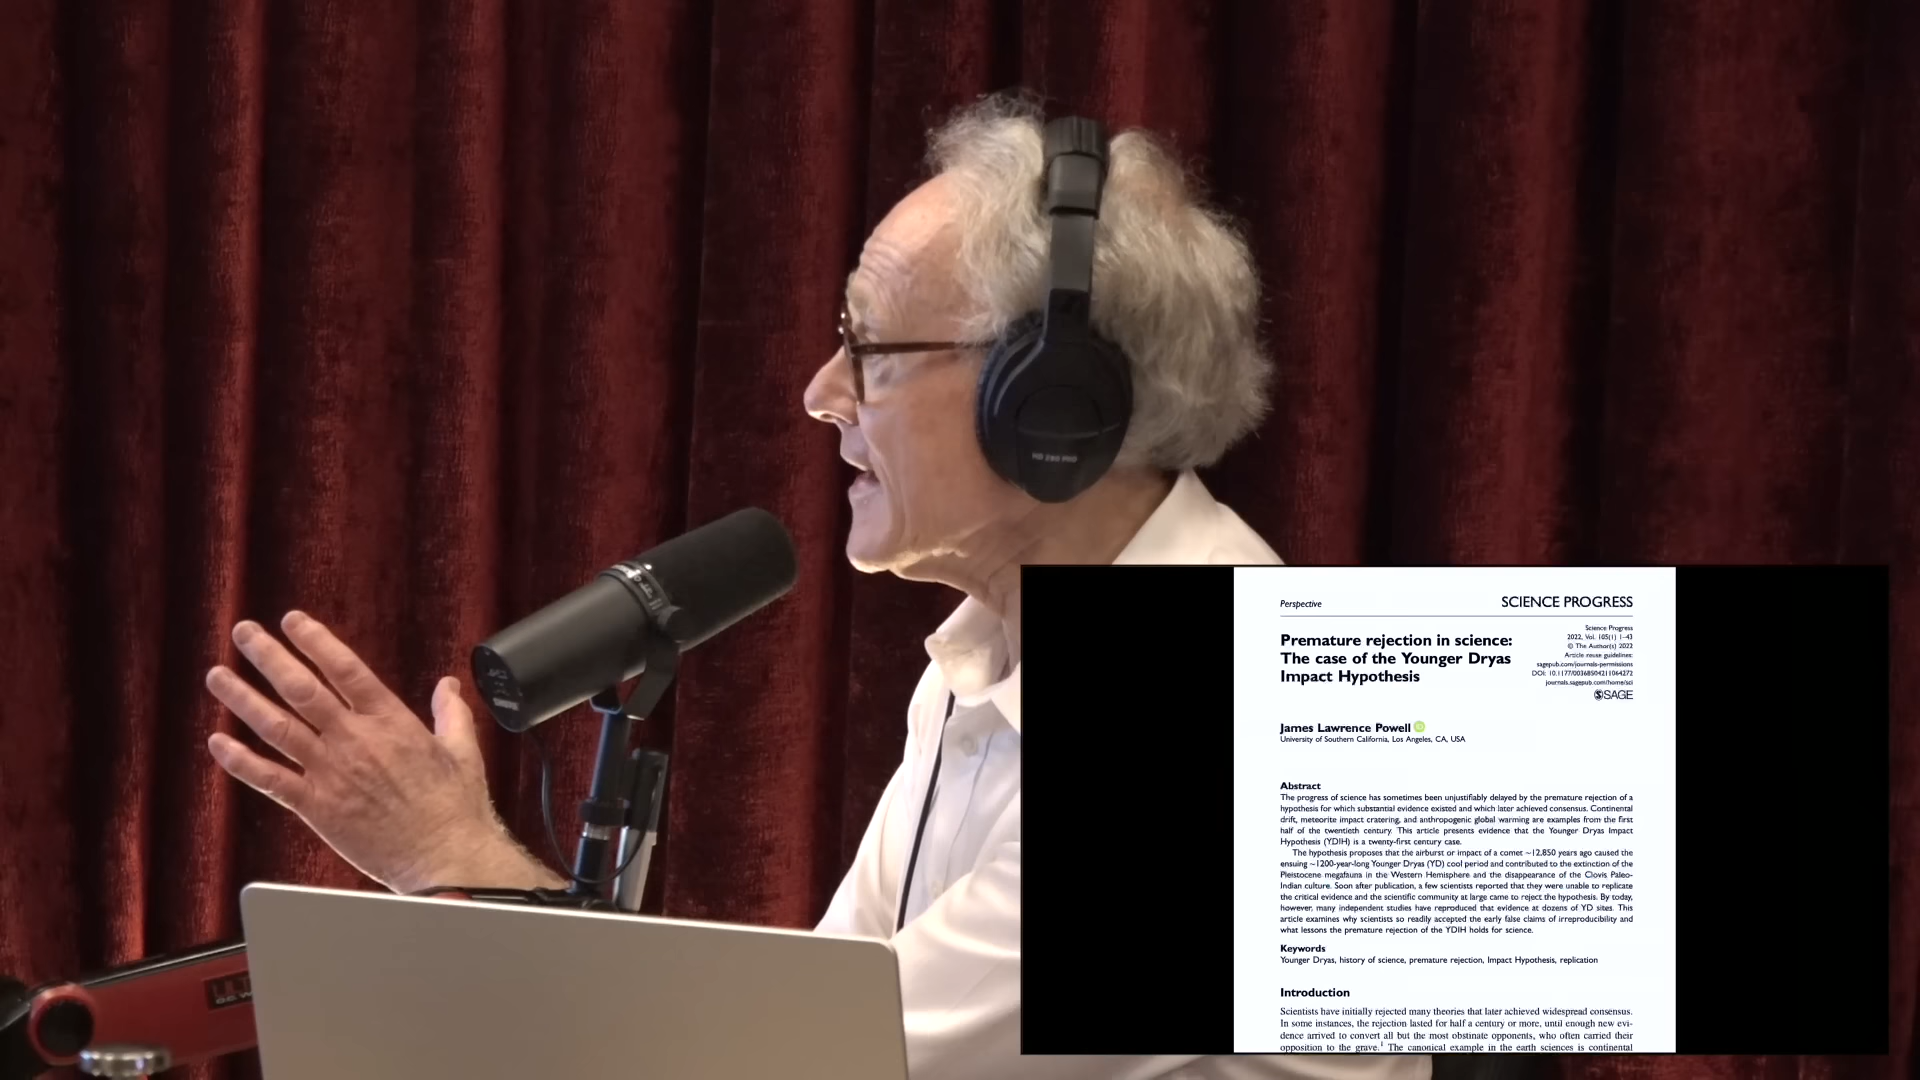 HD 280 PRO
SHURE
Perspective
SCIENCE PROGRESS
Premature rejection in science:
The case of the Younger Dryas
Impact Hypothesis
Science Progress
2022, Vol. 105(1) 1–43
© The Author(s) 2022
Article reuse guidelines:
sagepub.com/journals-permissions
DOI: 10.1177/00368504211064272
journals.sagepub.com/home/sci
SAGE
James Lawrence Powell
University of Southern California, Los Angeles, CA, USA
Abstract
The progress of science has sometimes been unjustifiably delayed by the premature rejection of a
hypothesis for which substantial evidence existed and which later achieved consensus. Continental
drift, meteorite impact cratering, and anthropogenic global warming are examples from the first
half of the twentieth century. This article presents evidence that the Younger Dryas Impact
Hypothesis (YDIH) is a twenty-first century case.
The hypothesis proposes that the airburst or impact of a comet ~12,850 years ago caused the
ensuing ~1200-year-long Younger Dryas (YD) cool period and contributed to the extinction of the
Pleistocene megafauna in the Western Hemisphere and the disappearance of the Clovis Paleo-
Indian culture. Soon after publication, a few scientists reported that they were unable to replicate
the critical evidence and the scientific community at large came to reject the hypothesis. By today,
however, many independent studies have reproduced that evidence at dozens of YD sites. This
article examines why scientists so readily accepted the early false claims of irreproducibility and
what lessons the premature rejection of the YDIH holds for science.
Keywords
Younger Dryas, history of science, premature rejection, Impact Hypothesis, replication
Introduction
Scientists have initially rejected many theories that later achieved widespread consensus.
In some instances, the rejection lasted for half a century or more, until enough new evi-
dence arrived to convert all but the most obstinate opponents, who often carried their
opposition to the grave.1 The canonical example in the earth sciences is continental